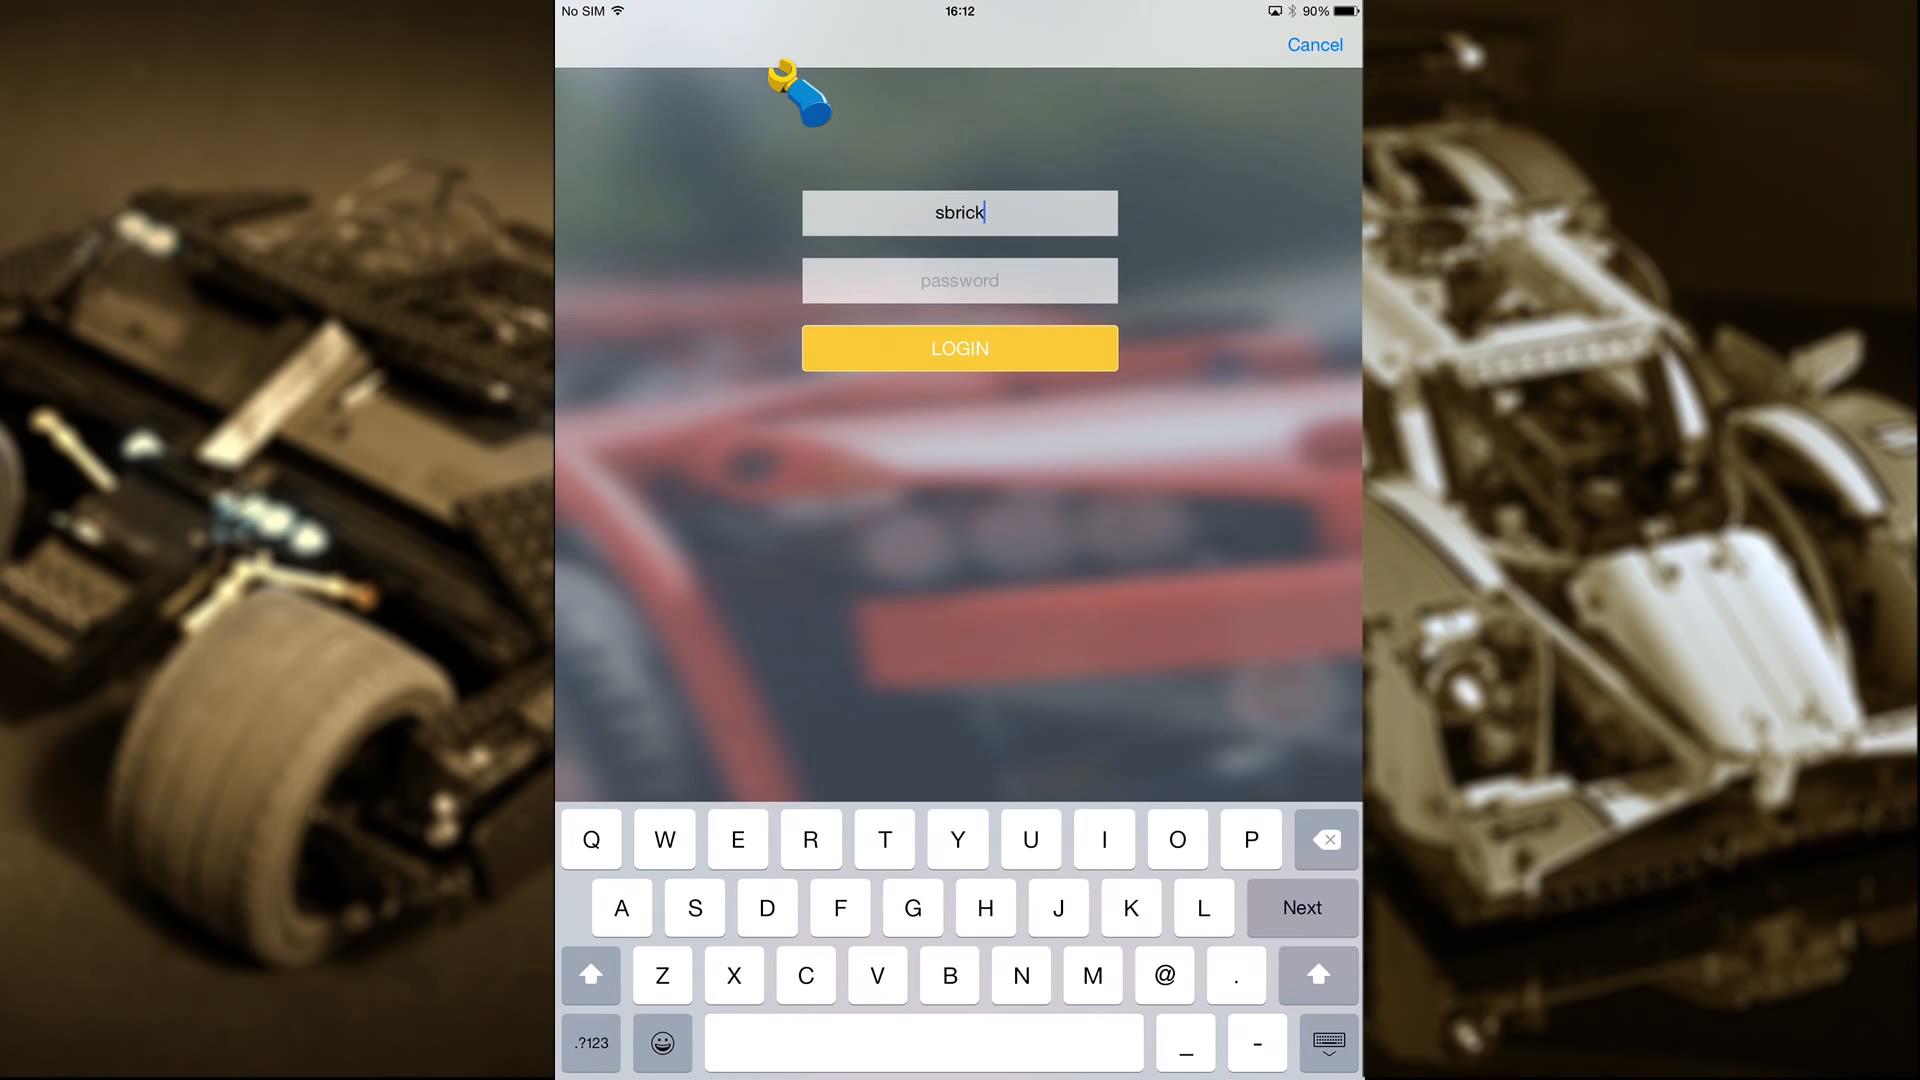 No SIM 16:12 90%
Cancel
sbrick
password
LOGIN
Q W E R T Y U I O P
A S D F G H J K L Next
Z X C V B N M @ .
.?123 _ -